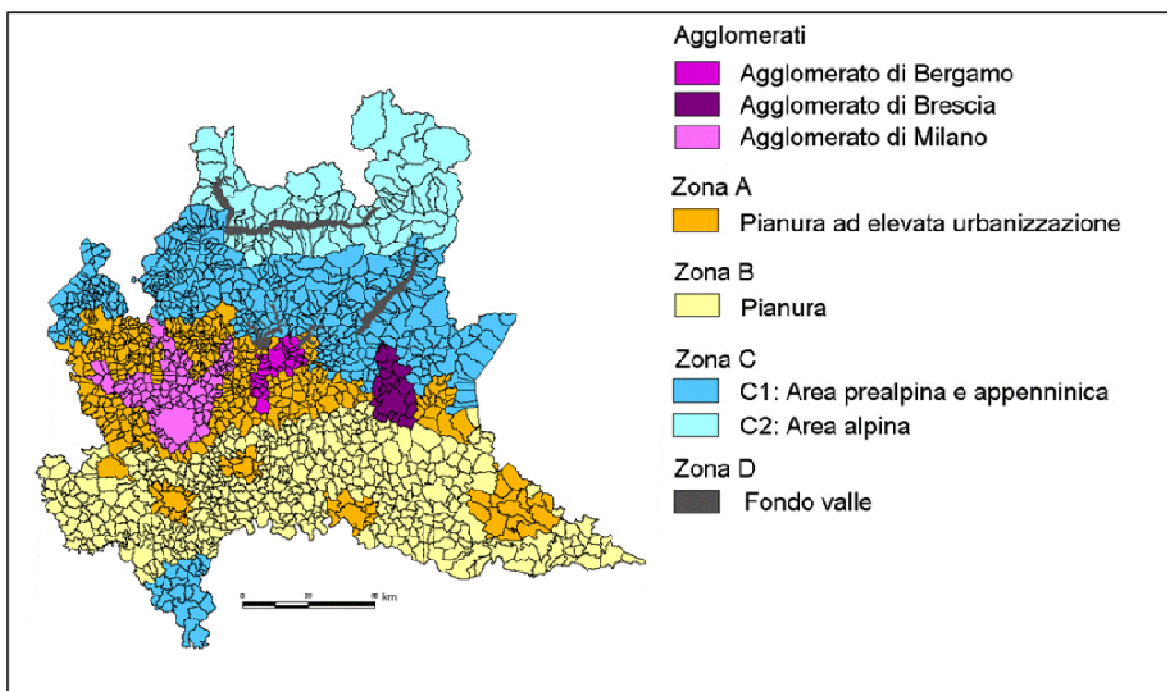 Agglomerati
Agglomerato di Bergamo
Agglomerato di Brescia
Agglomerato di Milano
Zona A
Pianura ad elevata urbanizzazione
Zona B
Pianura
Zona C
C1: Area prealpina e appenninica
C2: Area alpina
Zona D
Fondo valle
km